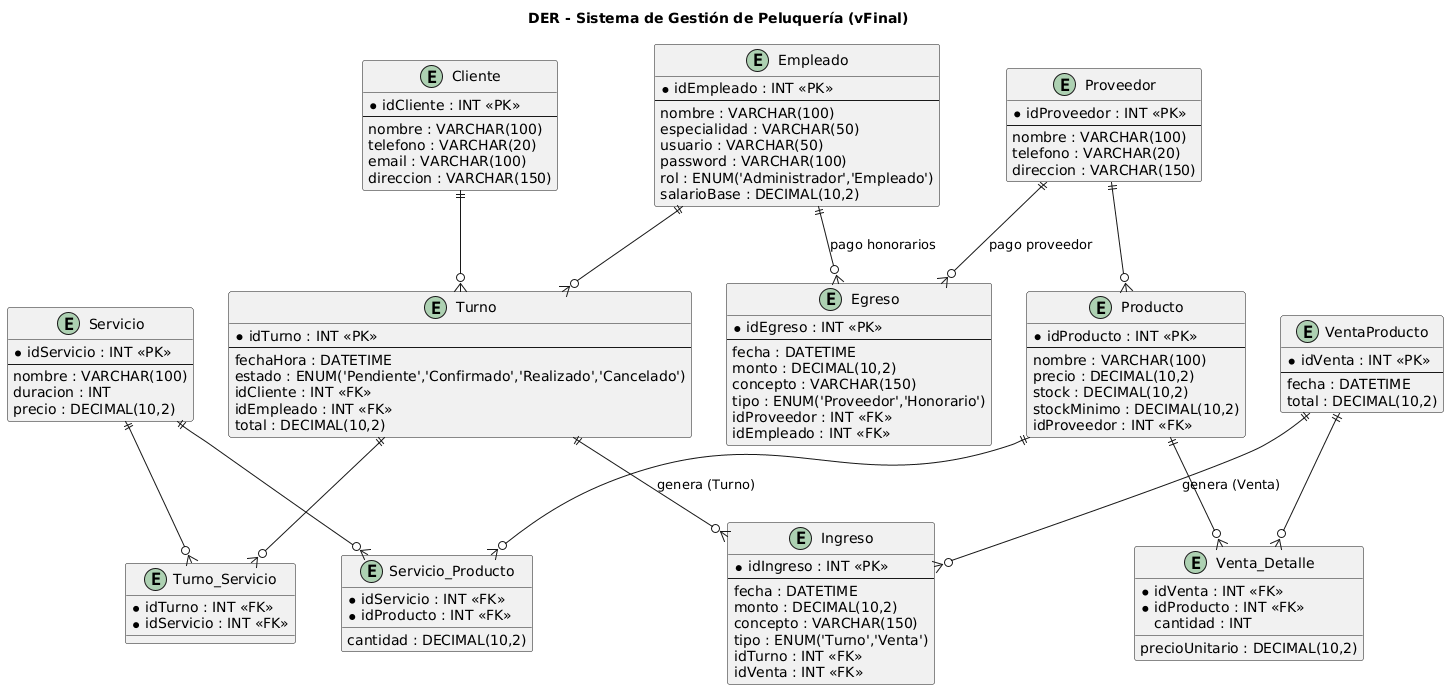 DER - Sistema de Gestión de Peluquería (vFinal)
E Cliente
* idCliente : INT «PK»
nombre : VARCHAR(100)
telefono : VARCHAR(20)
email : VARCHAR(100)
direccion : VARCHAR(150)
E Empleado
* idEmpleado : INT «PK»
nombre : VARCHAR(100)
especialidad : VARCHAR(50)
usuario : VARCHAR(50)
password : VARCHAR(100)
rol : ENUM('Administrador','Empleado')
salarioBase : DECIMAL(10,2)
E Proveedor
* idProveedor : INT «PK»
nombre : VARCHAR(100)
telefono : VARCHAR(20)
direccion : VARCHAR(150)
pago honorarios
pago proveedor
E Servicio
* idServicio : INT «PK»
nombre : VARCHAR(100)
duracion : INT
precio : DECIMAL(10,2)
E Turno
* idTurno : INT «PK»
fechaHora : DATETIME
estado : ENUM('Pendiente','Confirmado','Realizado','Cancelado')
idCliente : INT «FK»
idEmpleado : INT «FK»
total : DECIMAL(10,2)
E Egreso
* idEgreso : INT «PK»
fecha : DATETIME
monto : DECIMAL(10,2)
concepto : VARCHAR(150)
tipo : ENUM('Proveedor','Honorario')
idProveedor : INT «FK»
idEmpleado : INT «FK»
E Producto
* idProducto : INT «PK»
nombre : VARCHAR(100)
precio : DECIMAL(10,2)
stock : DECIMAL(10,2)
stockMinimo : DECIMAL(10,2)
idProveedor : INT «FK»
E VentaProducto
* idVenta : INT «PK»
fecha : DATETIME
total : DECIMAL(10,2)
genera (Turno)
genera (Venta)
E Turno_Servicio
* idTurno : INT «FK»
* idServicio : INT «FK»
E Servicio_Producto
* idServicio : INT «FK»
* idProducto : INT «FK»
cantidad : DECIMAL(10,2)
E Ingreso
* idIngreso : INT «PK»
fecha : DATETIME
monto : DECIMAL(10,2)
concepto : VARCHAR(150)
tipo : ENUM('Turno','Venta')
idTurno : INT «FK»
idVenta : INT «FK»
E Venta_Detalle
* idVenta : INT «FK»
* idProducto : INT «FK»
cantidad : INT
precioUnitario : DECIMAL(10,2)